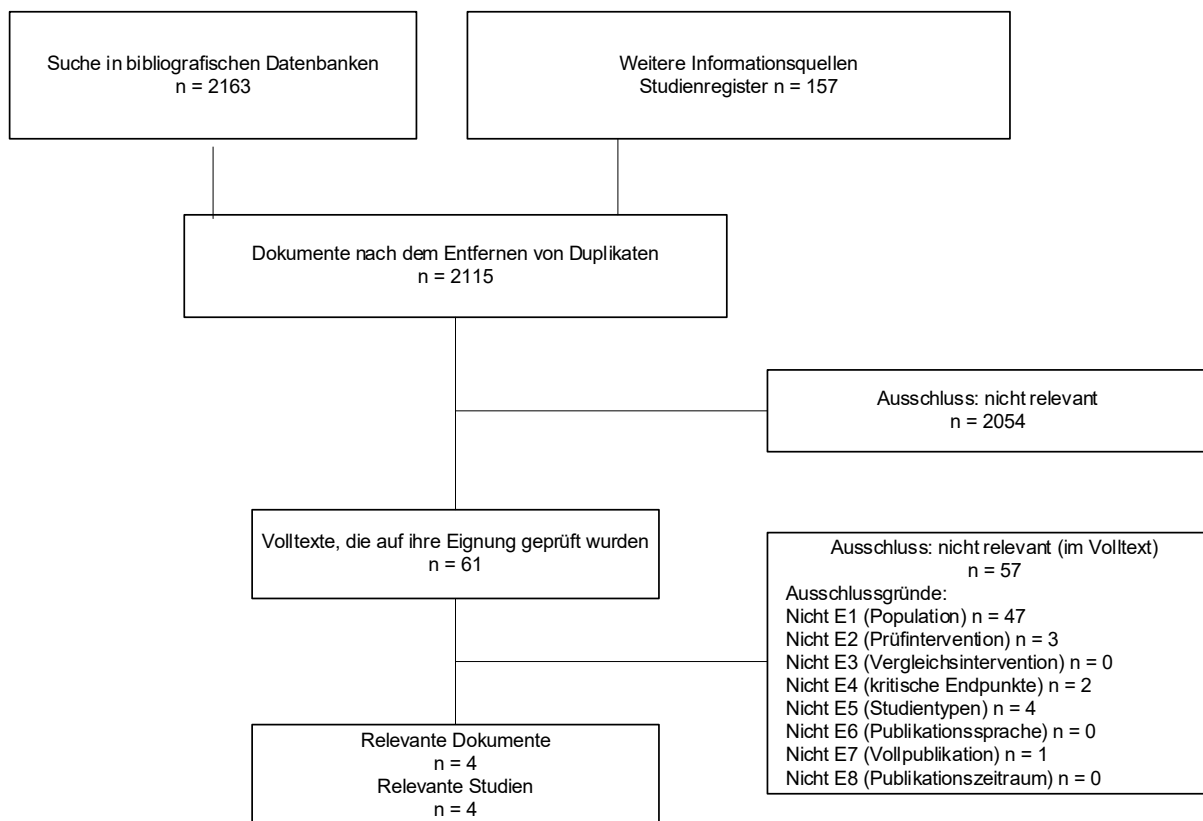 Suche in bibliografischen Datenbanken
n = 2163
Weitere Informationsquellen
Studienregister n = 157
Dokumente nach dem Entfernen von Duplikaten
n = 2115
Ausschluss: nicht relevant
n = 2054
Volltexte, die auf ihre Eignung geprüft wurden
n = 61
Ausschluss: nicht relevant (im Volltext)
n = 57
Ausschlussgründe:
Nicht E1 (Population) n = 47
Nicht E2 (Prüfintervention) n = 3
Nicht E3 (Vergleichsintervention) n = 0
Nicht E4 (kritische Endpunkte) n = 2
Nicht E5 (Studientypen) n = 4
Nicht E6 (Publikationssprache) n = 0
Nicht E7 (Vollpublikation) n = 1
Nicht E8 (Publikationszeitraum) n = 0
Relevante Dokumente
n = 4
Relevante Studien
n = 4